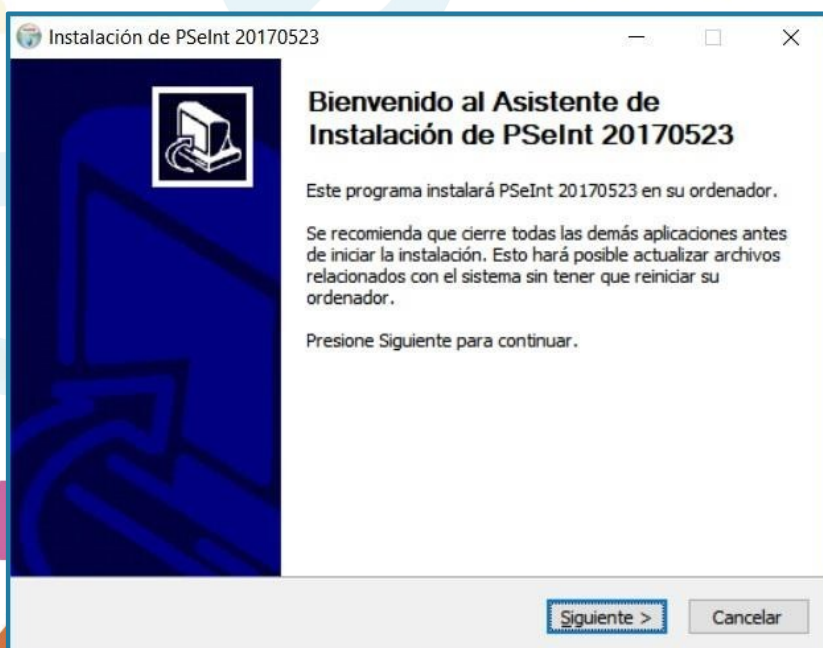 Instalación de PSeInt 20170523
Bienvenido al Asistente de
Instalación de PSeInt 20170523
Este programa instalará PSeInt 20170523 en su ordenador.
Se recomienda que cierre todas las demás aplicaciones antes
de iniciar la instalación. Esto hará posible actualizar archivos
relacionados con el sistema sin tener que reiniciar su
ordenador.
Presione Siguiente para continuar.
Siguiente >
Cancelar